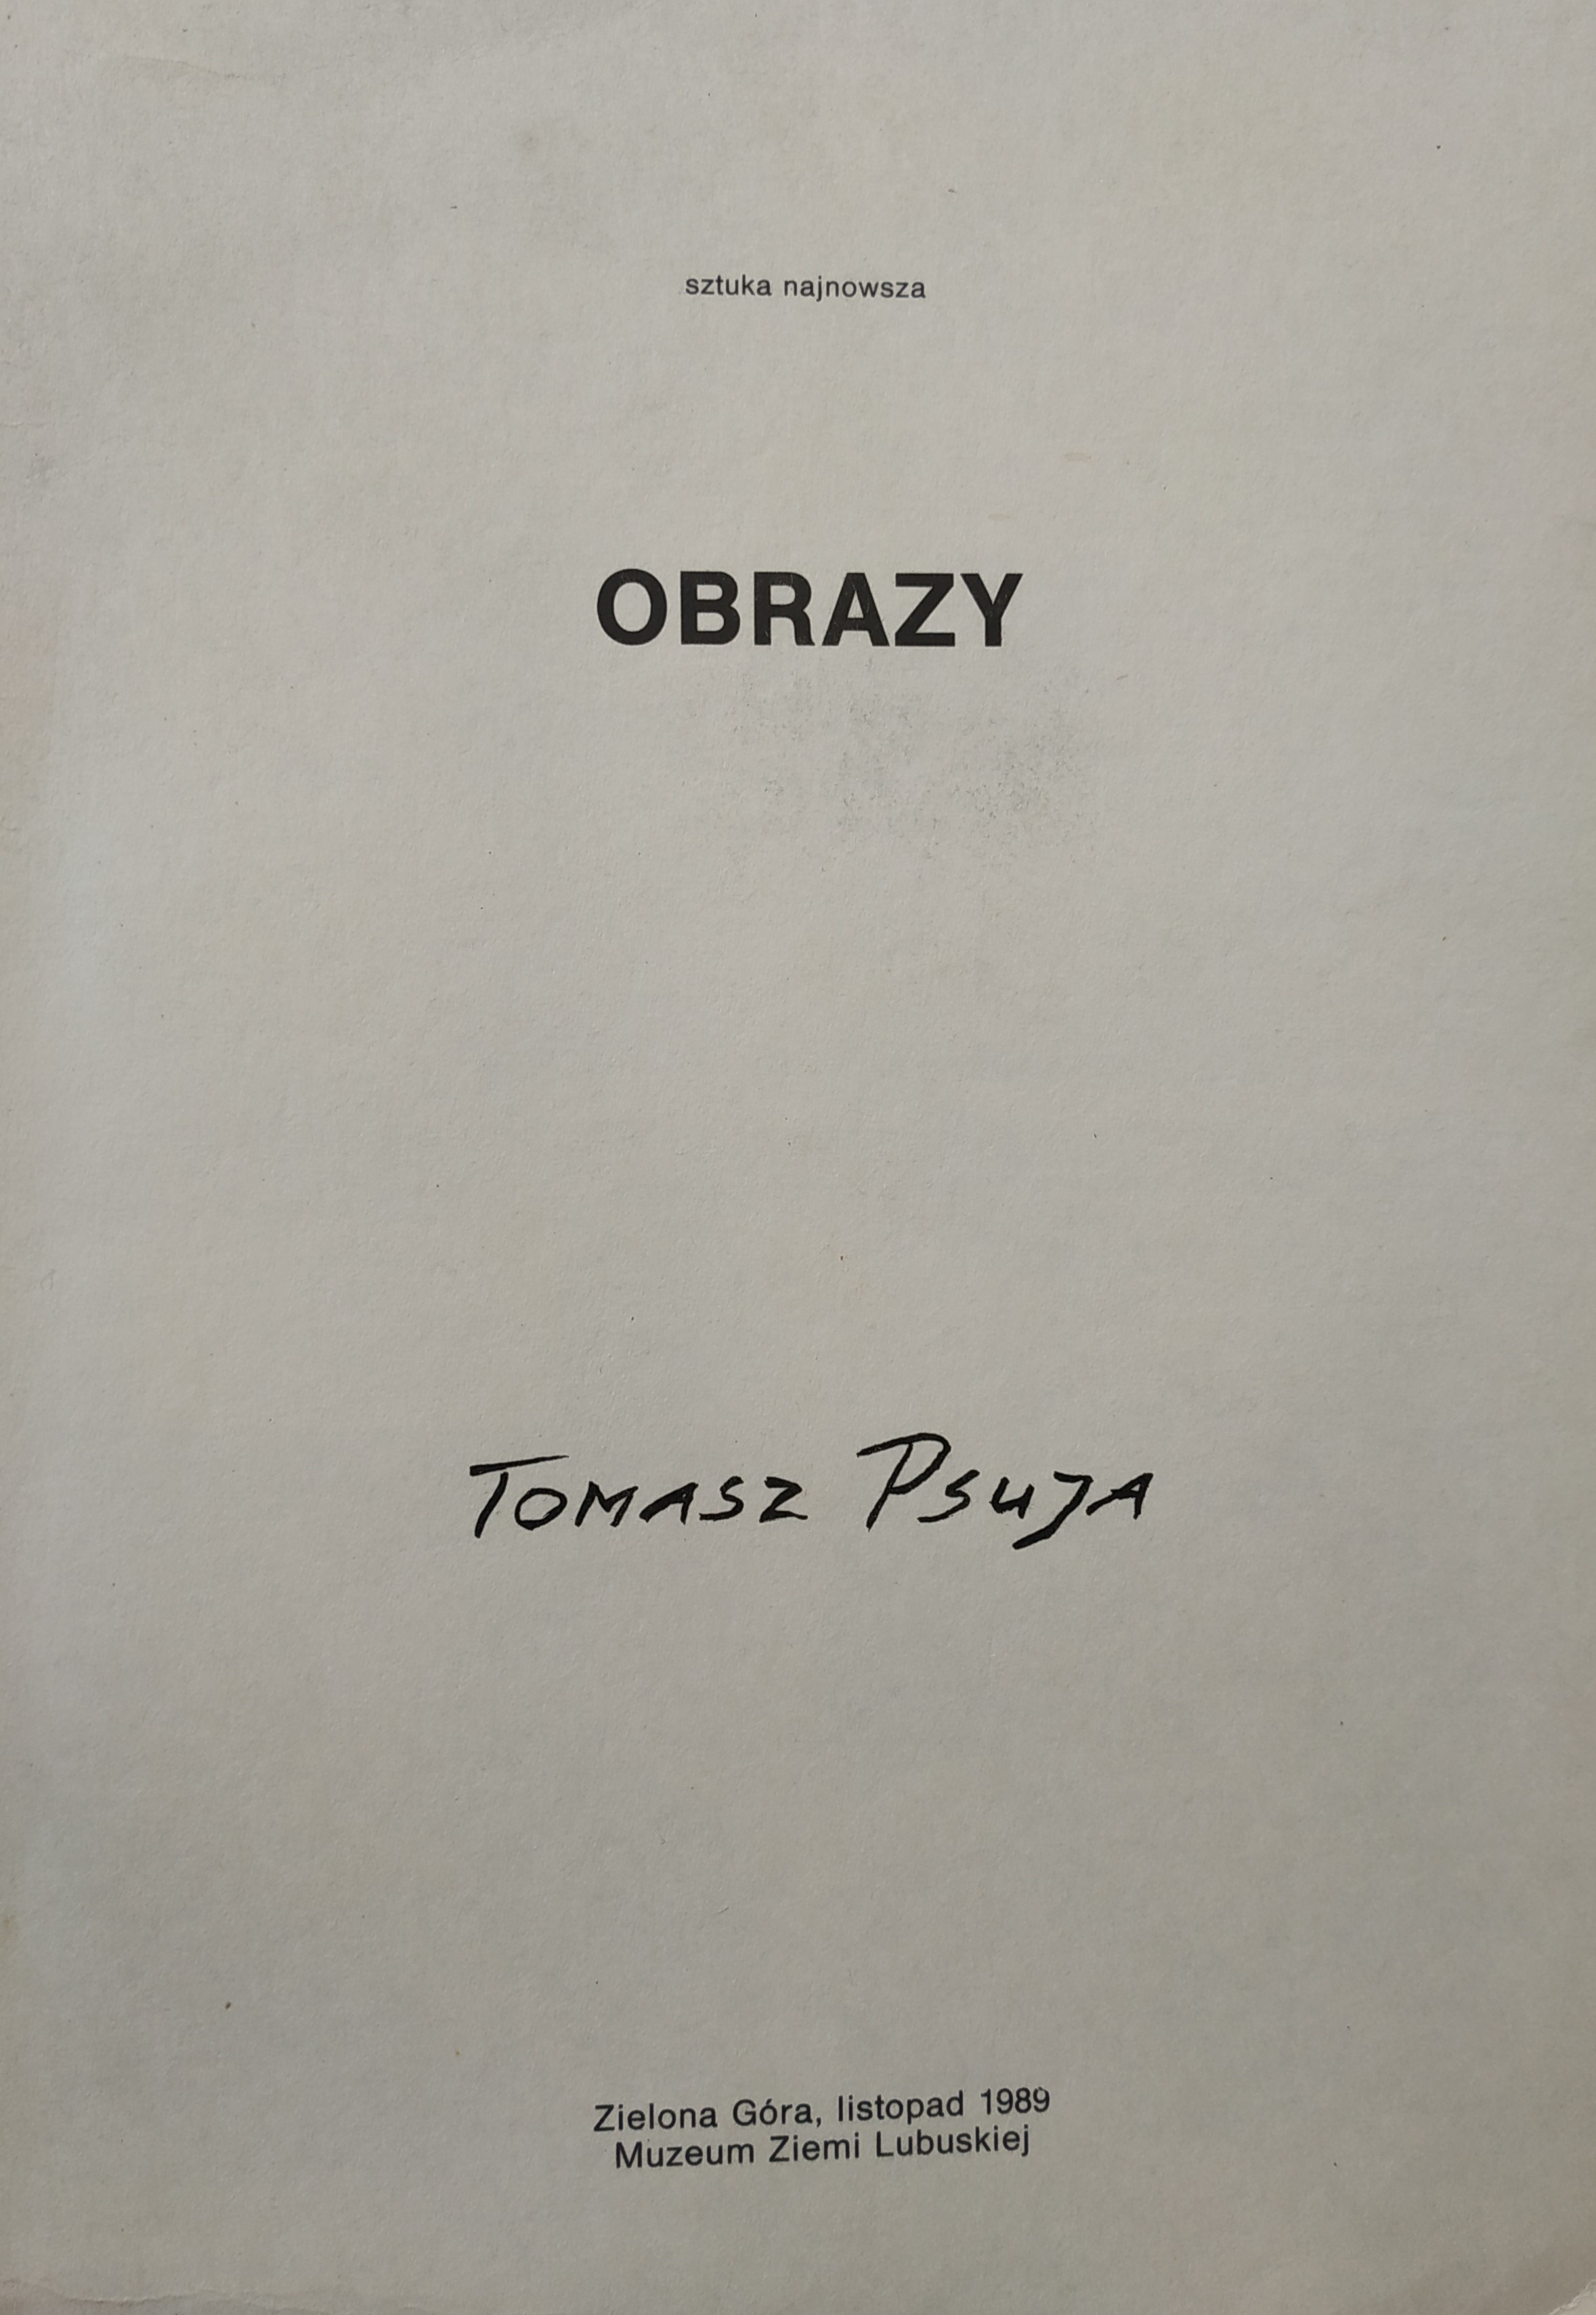 sztuka najnowsza
OBRAZY
Tomasz Psuja
Zielona Góra, listopad 1989
Muzeum Ziemi Lubuskiej